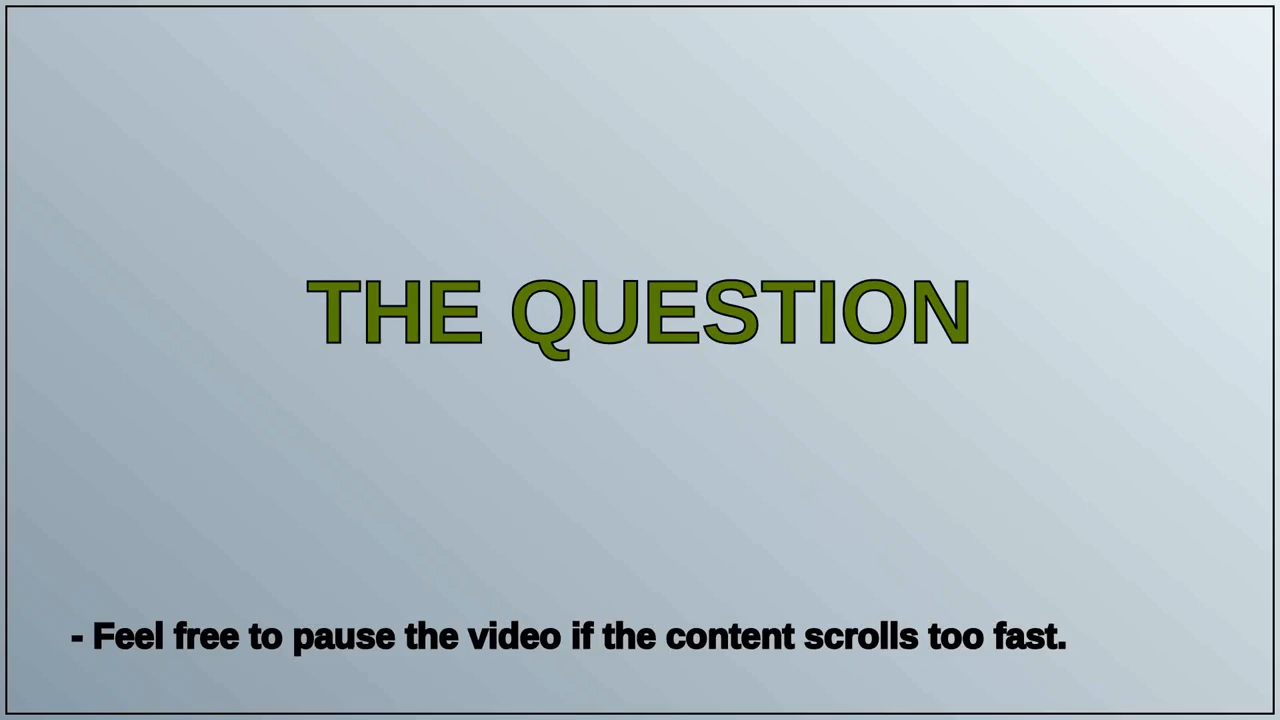 THE QUESTION
- Feel free to pause the video if the content scrolls too fast.